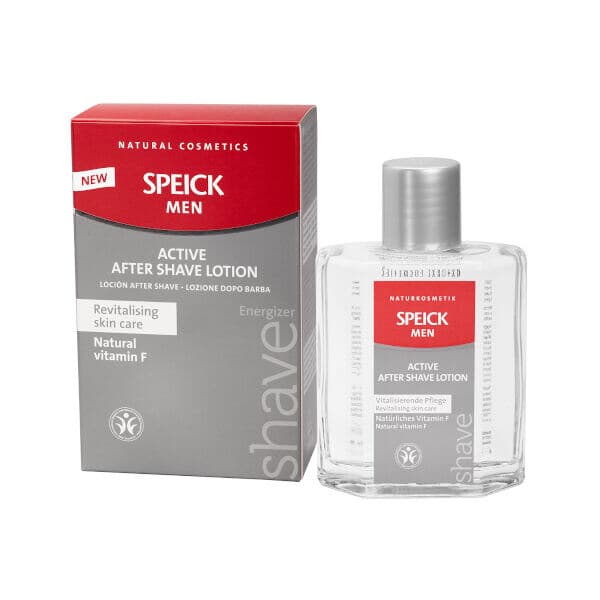 NATURAL COSMETICS
NEW
SPEICK
MEN
ACTIVE
AFTER SHAVE LOTION
LOCIÓN AFTER SHAVE • LOZIONE DOPO BARBA
Revitalising
skin care
Energizer
Natural
vitamin F
shave
NATURKOSMETIK
SPEICK
MEN
ACTIVE
AFTER SHAVE LOTION
Vitalisierende Pflege
Revitalising skin care
Natürliches Vitamin F
Natural vitamin F
shave